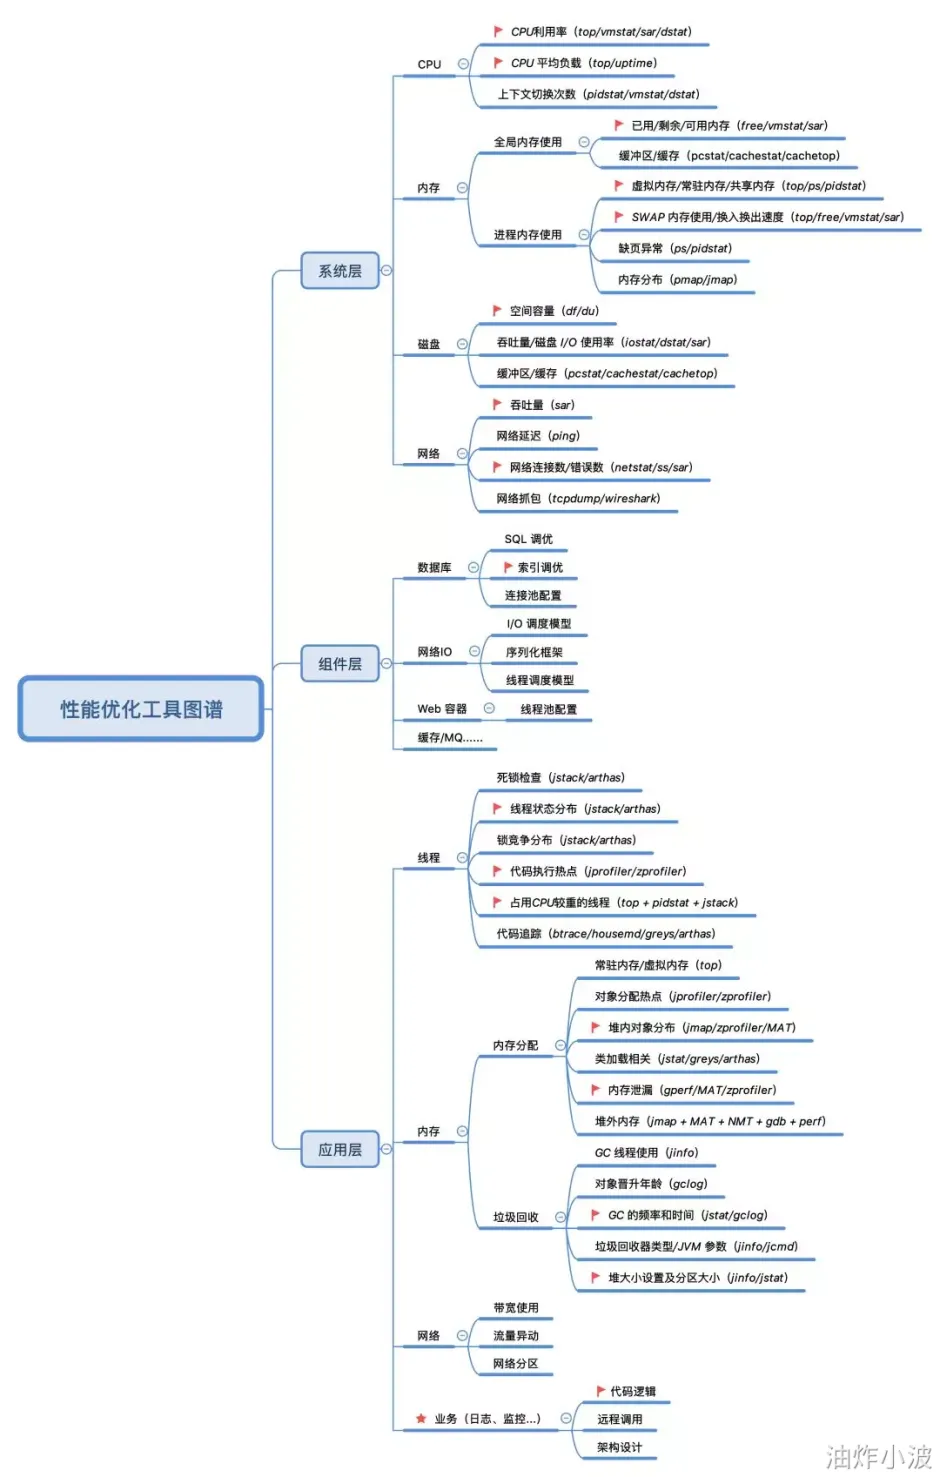 性能优化工具图谱
系统层
CPU
CPU利用率（top/vmstat/sar/dstat)
CPU 平均负载（top/uptime)
上下文切换次数（pidstat/vmstat/dstat)
内存
全局内存使用
已用/剩余/可用内存（free/vmstat/sar)
缓冲区/缓存（pcstat/cachestat/cachetop)
进程内存使用
虚拟内存/常驻内存/共享内存（top/ps/pidstat)
SWAP 内存使用/换入换出速度（top/free/vmstat/sar)
缺页异常（ps/pidstat)
内存分布（pmap/jmap)
磁盘
空间容量（df/du)
吞吐量/磁盘 I/O 使用率（iostat/dstat/sar)
缓冲区/缓存（pcstat/cachestat/cachetop)
网络
吞吐量（sar)
网络延迟（ping)
网络连接数/错误数（netstat/ss/sar)
网络抓包（tcpdump/wireshark)
组件层
数据库
SQL 调优
索引调优
连接池配置
网络IO
I/O 调度模型
序列化框架
线程调度模型
Web 容器
线程池配置
缓存/MQ......
应用层
线程
死锁检查（jstack/arthas)
线程状态分布（jstack/arthas)
锁竞争分布（jstack/arthas)
代码执行热点（jprofiler/zprofiler)
占用CPU较重的线程（top + pidstat + jstack)
代码追踪（btrace/housemd/greys/arthas)
内存
内存分配
常驻内存/虚拟内存（top)
对象分配热点（jprofiler/zprofiler)
堆内对象分布（jmap/zprofiler/MAT)
类加载相关（jstat/greys/arthas)
内存泄漏（gperf/MAT/zprofiler)
堆外内存（jmap + MAT + NMT + gdb + perf)
垃圾回收
GC 线程使用（jinfo)
对象晋升年龄（gclog)
GC 的频率和时间（jstat/gclog)
垃圾回收器类型/JVM 参数（jinfo/jcmd)
堆大小设置及分区大小（jinfo/jstat)
网络
带宽使用
流量异动
网络分区
业务（日志、监控...）
代码逻辑
远程调用
架构设计
油炸小波